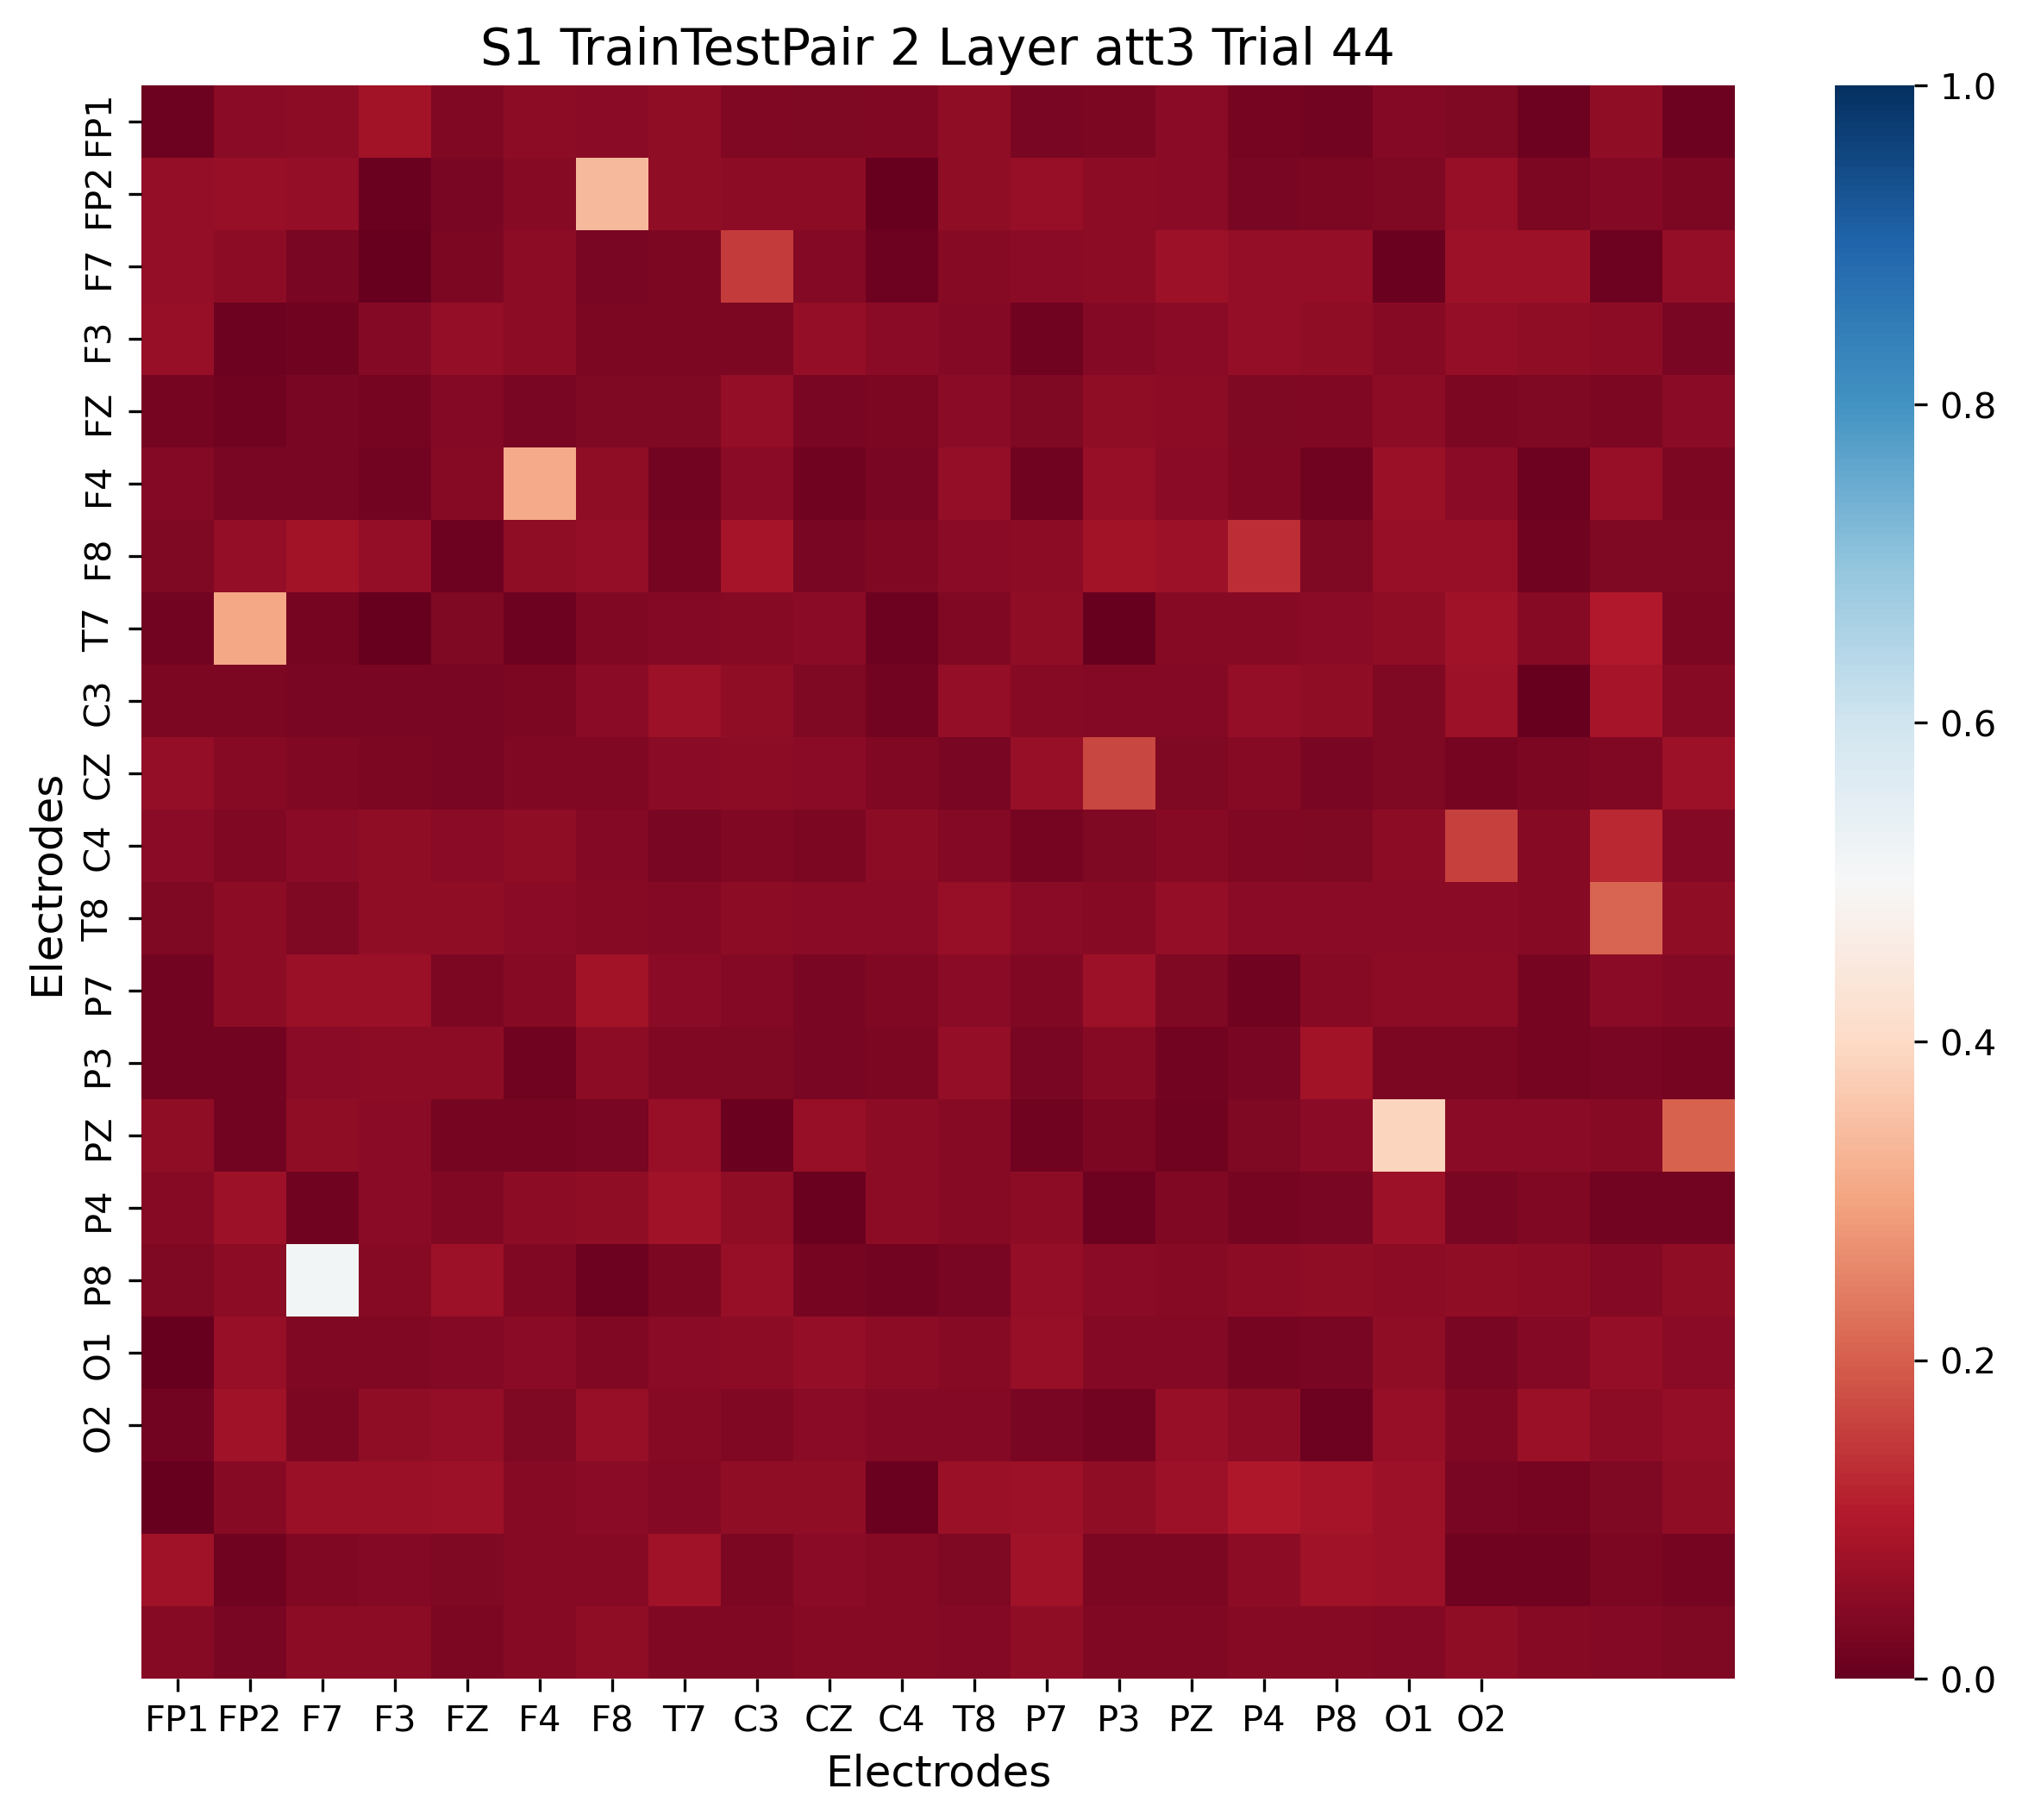 S1 TrainTestPair 2 Layer att3 Trial 44
Electrodes
FP1
FP2
F7
F3
FZ
F4
F8
T7
C3
CZ
C4
T8
P7
P3
PZ
P4
P8
O1
O2
FP1 FP2 F7 F3 FZ F4 F8 T7 C3 CZ C4 T8 P7 P3 PZ P4 P8 O1 O2
Electrodes
1.0
0.8
0.6
0.4
0.2
0.0